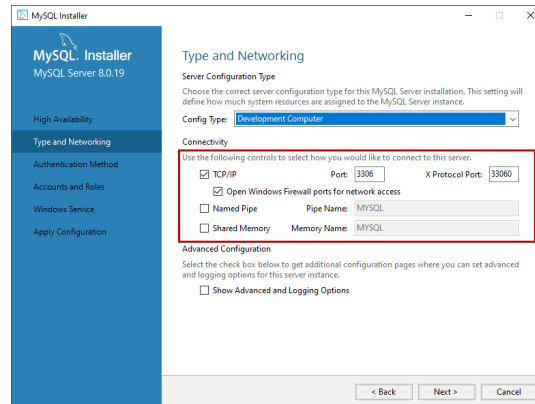 MySQL Installer
MySQL. Installer
MySQL Server 8.0.19
High Availability
Type and Networking
Authentication Method
Accounts and Roles
Windows Service
Apply Configuration
Type and Networking
Server Configuration Type
Choose the correct server configuration type for this MySQL Server installation. This setting will
define how much system resources are assigned to the MySQL Server instance.
Config Type: Development Computer
Connectivity
Use the following controls to select how you would like to connect to this server.
TCP/IP Port: 3306 X Protocol Port: 33060
Open Windows Firewall ports for network access
Named Pipe Pipe Name: MYSQL
Shared Memory Memory Name: MYSQL
Advanced Configuration
Select the check box below to get additional configuration pages where you can set advanced
and logging options for this server instance.
Show Advanced and Logging Options
< Back Next > Cancel